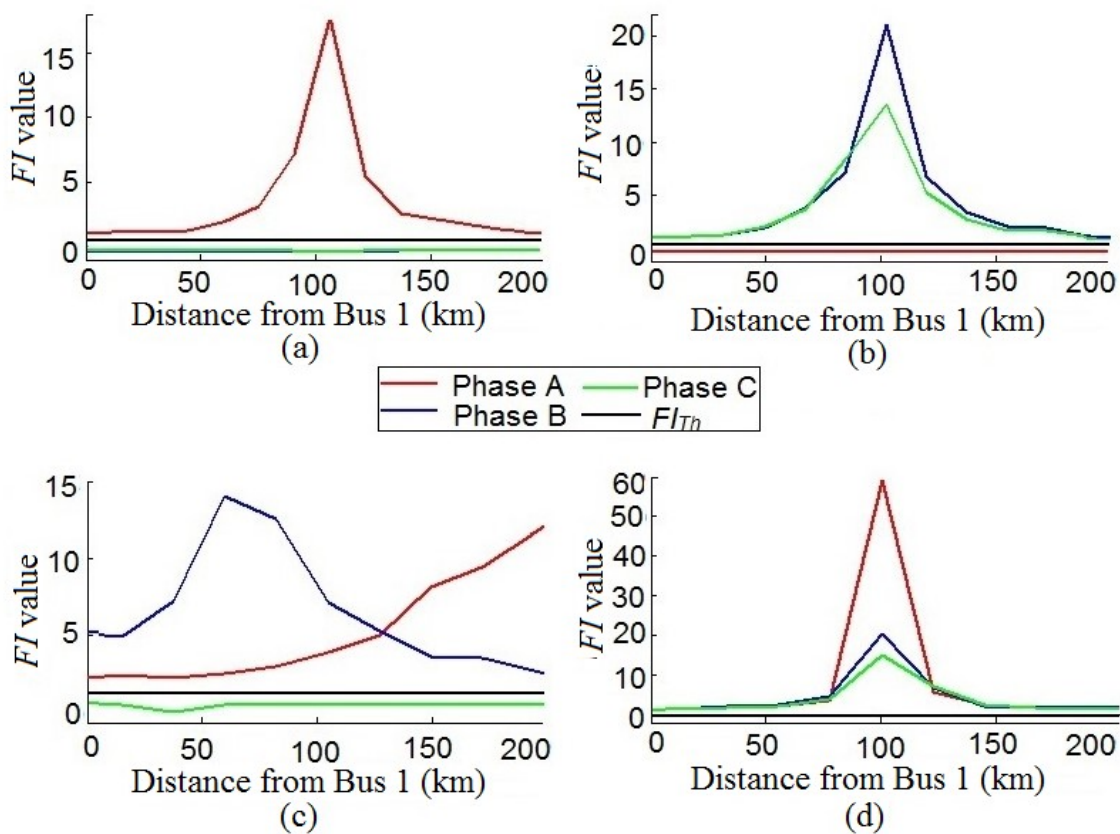 15
10
5
0
FI value
0 50 100 150 200
Distance from Bus 1 (km)
(a)
20
15
10
5
0
FI value
0 50 100 150 200
Distance from Bus 1 (km)
(b)
Phase A Phase C
Phase B FI_Th
15
10
5
0
FI value
0 50 100 150 200
Distance from Bus 1 (km)
(c)
60
50
40
30
20
10
0
FI value
0 50 100 150 200
Distance from Bus 1 (km)
(d)